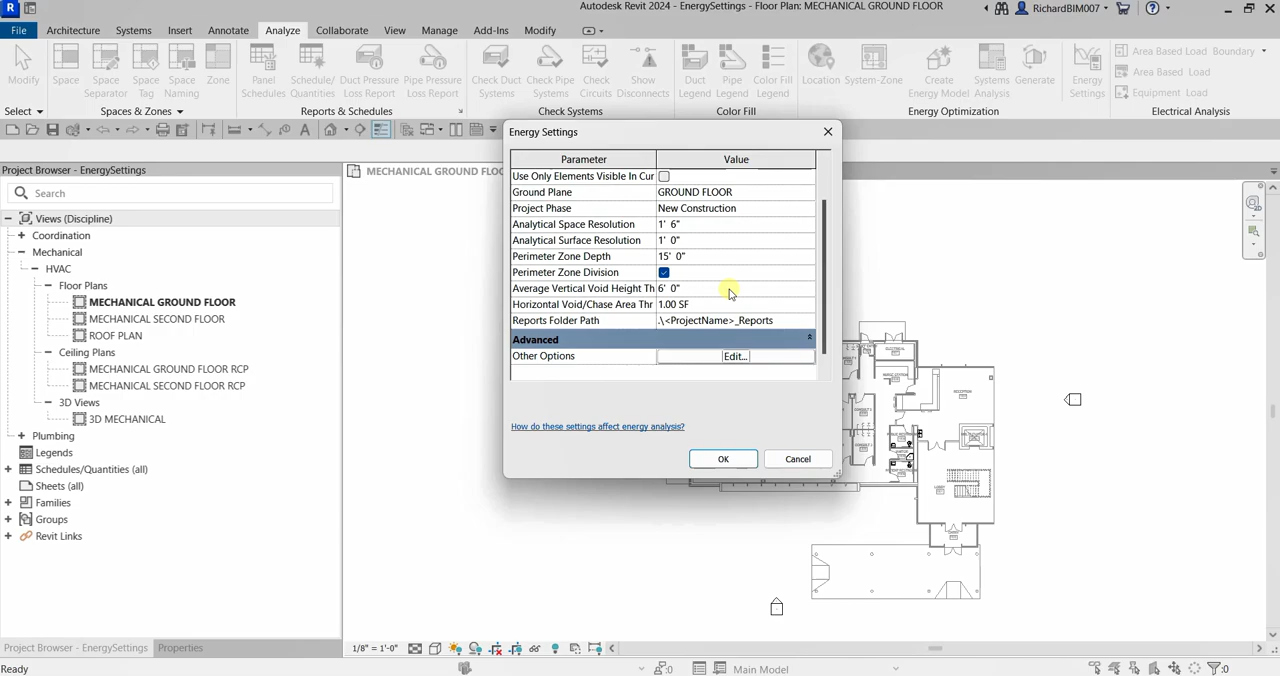 Autodesk Revit 2024 - EnergySettings - Floor Plan: MECHANICAL GROUND FLOOR
RichardBIM007
File Architecture Systems Insert Annotate Analyze Collaborate View Manage Add-Ins Modify
Modify
Space
Space Separator
Space Tag
Space Naming
Zone
Panel Schedules
Schedule/ Quantities
Duct Pressure Loss Report
Pipe Pressure Loss Report
Check Duct Systems
Check Pipe Systems
Check Circuits
Show Disconnects
Duct Legend
Pipe Legend
Color Fill Legend
Location
System-Zone
Create Energy Model
Systems Analysis
Generate
Energy Settings
Area Based Load Boundary
Area Based Load
Equipment Load
Select
Spaces & Zones
Reports & Schedules
Check Systems
Color Fill
Energy Optimization
Electrical Analysis
Project Browser - EnergySettings
Search
Views (Discipline)
Coordination
Mechanical
HVAC
Floor Plans
MECHANICAL GROUND FLOOR
MECHANICAL SECOND FLOOR
ROOF PLAN
Ceiling Plans
MECHANICAL GROUND FLOOR RCP
MECHANICAL SECOND FLOOR RCP
3D Views
3D MECHANICAL
Plumbing
Legends
Schedules/Quantities (all)
Sheets (all)
Families
Groups
Revit Links
Project Browser - EnergySettings
Properties
MECHANICAL GROUND FLOO
Energy Settings
Parameter Value
Use Only Elements Visible In Cur
Ground Plane GROUND FLOOR
Project Phase New Construction
Analytical Space Resolution 1' 6"
Analytical Surface Resolution 1' 0"
Perimeter Zone Depth 15' 0"
Perimeter Zone Division
Average Vertical Void Height Th 6' 0"
Horizontal Void/Chase Area Thr 1.00 SF
Reports Folder Path .\<ProjectName>_Reports
Advanced
Other Options Edit...
How do these settings affect energy analysis?
OK Cancel
ELECTRICAL
RECEPTION
LOBBY
1/8" = 1'-0"
Ready
:0
Main Model
:0